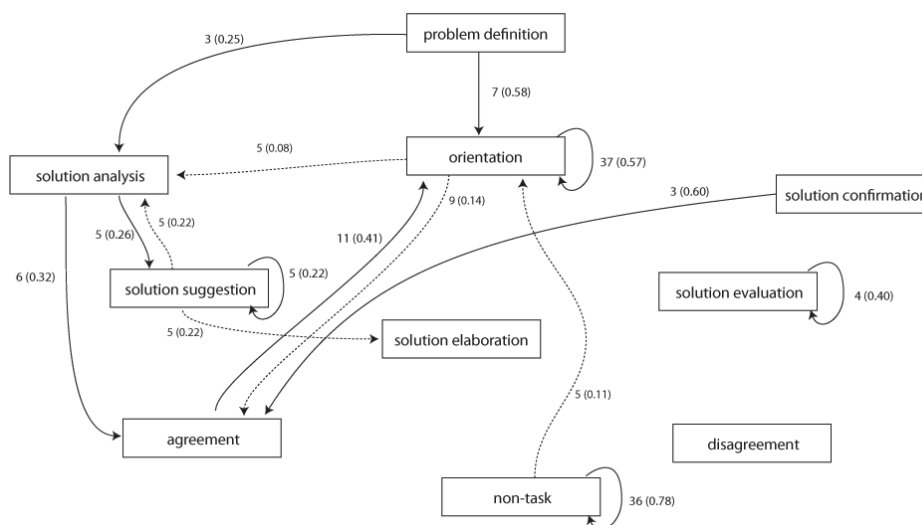 problem definition
3 (0.25)
7 (0.58)
5 (0.08)
orientation
37 (0.57)
solution analysis
9 (0.14)
3 (0.60)
solution confirmation
5 (0.22)
5 (0.26)
11 (0.41)
6 (0.32)
solution suggestion
5 (0.22)
solution evaluation
4 (0.40)
5 (0.22)
solution elaboration
5 (0.11)
agreement
disagreement
non-task
36 (0.78)